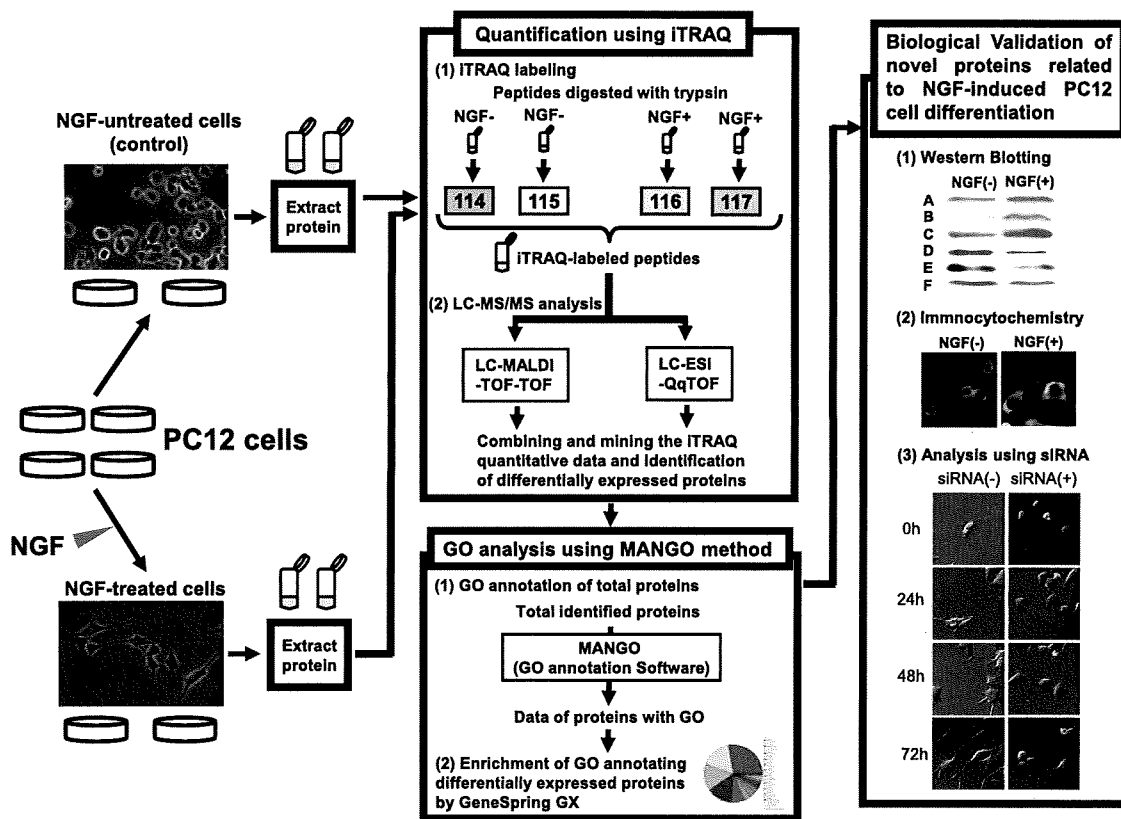 NGF-untreated cells
(control)
Extract
protein
PC12 cells
NGF
NGF-treated cells
Extract
protein
Quantification using iTRAQ
(1) iTRAQ labeling
Peptides digested with trypsin
NGF- NGF- NGF+ NGF+
114 115 116 117
iTRAQ-labeled peptides
(2) LC-MS/MS analysis
LC-MALDI
-TOF-TOF
LC-ESI
-QqTOF
Combining and mining the iTRAQ
quantitative data and identification
of differentially expressed proteins
GO analysis using MANGO method
(1) GO annotation of total proteins
Total identified proteins
MANGO
(GO annotation Software)
Data of proteins with GO
(2) Enrichment of GO annotating
differentially expressed proteins
by GeneSpring GX
Biological Validation of
novel proteins related
to NGF-induced PC12
cell differentiation
(1) Western Blotting
NGF(-) NGF(+)
A
B
C
D
E
F
(2) Immnocytochemistry
NGF(-) NGF(+)
(3) Analysis using siRNA
siRNA(-) siRNA(+)
0h
24h
48h
72h